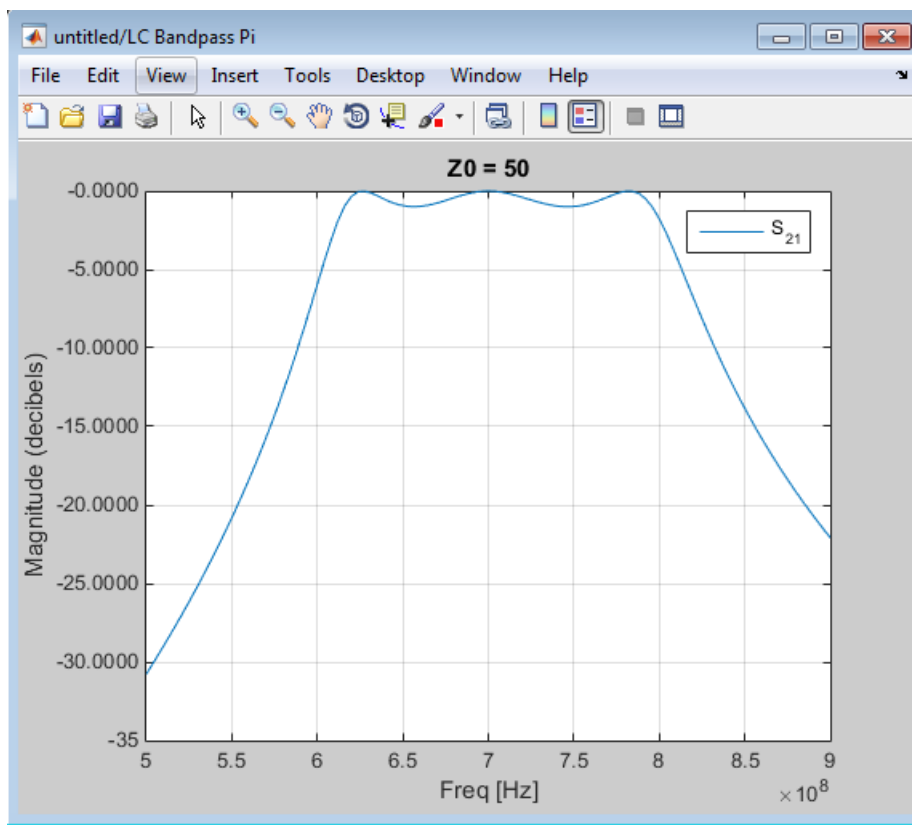 untitled/LC Bandpass Pi
File Edit View Insert Tools Desktop Window Help
Z0 = 50
-0.0000
-5.0000
-10.0000
-15.0000
-20.0000
-25.0000
-30.0000
-35
Magnitude (decibels)
S21
5 5.5 6 6.5 7 7.5 8 8.5 9
Freq [Hz]
× 10^8